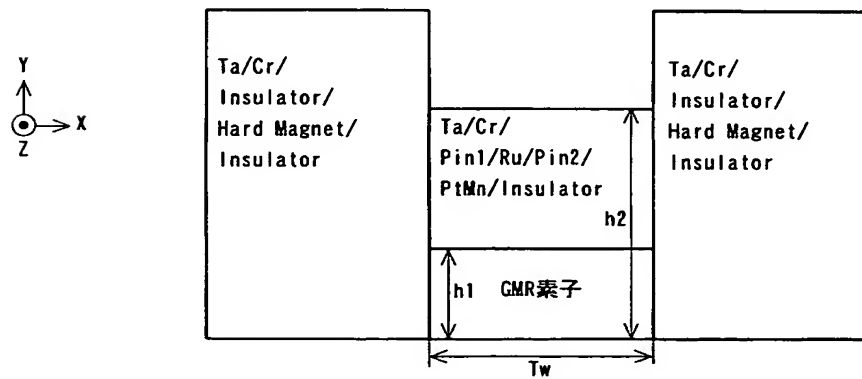 Y
X
Z
Ta/Cr/
Insulator/
Hard Magnet/
Insulator
Ta/Cr/
Pin1/Ru/Pin2/
PtMn/Insulator
h2
h1
GMR素子
Tw
Ta/Cr/
Insulator/
Hard Magnet/
Insulator